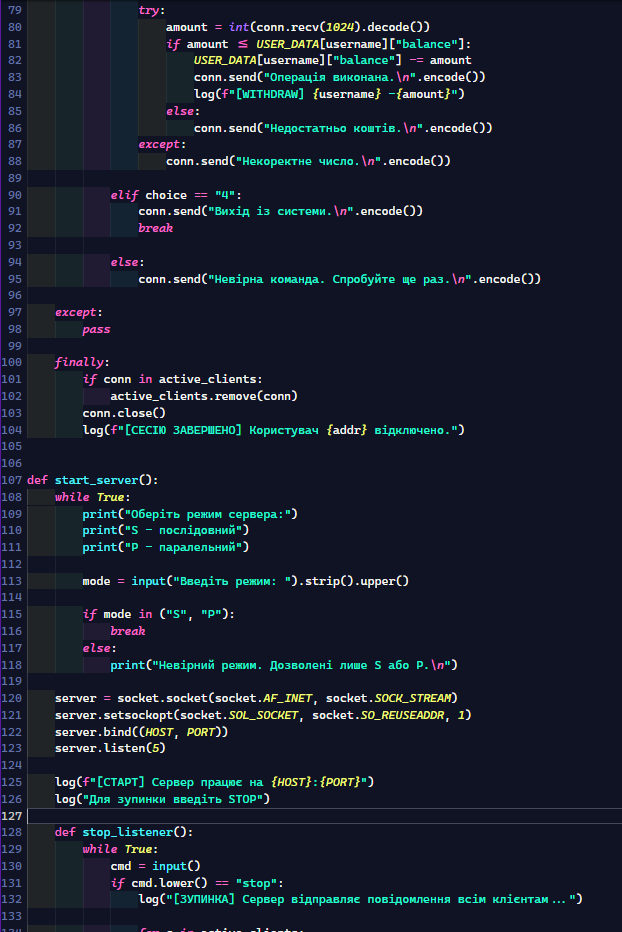 79 try:
80 amount = int(conn.recv(1024).decode())
81 if amount <= USER_DATA[username]["balance"]:
82 USER_DATA[username]["balance"] -= amount
83 conn.send("Операція виконана.\n".encode())
84 log(f"[WITHDRAW] {username} -{amount}")
85 else:
86 conn.send("Недостатньо коштів.\n".encode())
87 except:
88 conn.send("Некоректне число.\n".encode())
89
90 elif choice == "4":
91 conn.send("Вихід із системи.\n".encode())
92 break
93
94 else:
95 conn.send("Невірна команда. Спробуйте ще раз.\n".encode())
96
97 except:
98 pass
99
100 finally:
101 if conn in active_clients:
102 active_clients.remove(conn)
103 conn.close()
104 log(f"[СЕСІЮ ЗАВЕРШЕНО] Користувач {addr} відключено.")
105
106
107 def start_server():
108 while True:
109 print("Оберіть режим сервера:")
110 print("S - послідовний")
111 print("P - паралельний")
112
113 mode = input("Введіть режим: ").strip().upper()
114
115 if mode in ("S", "P"):
116 break
117 else:
118 print("Невірний режим. Дозволені лише S або P.\n")
119
120 server = socket.socket(socket.AF_INET, socket.SOCK_STREAM)
121 server.setsockopt(socket.SOL_SOCKET, socket.SO_REUSEADDR, 1)
122 server.bind((HOST, PORT))
123 server.listen(5)
124
125 log(f"[СТАРТ] Сервер працює на {HOST}:{PORT}")
126 log("Для зупинки введіть STOP")
127
128 def stop_listener():
129 while True:
130 cmd = input()
131 if cmd.lower() == "stop":
132 log("[ЗУПИНКА] Сервер відправляє повідомлення всім клієнтам...")
133